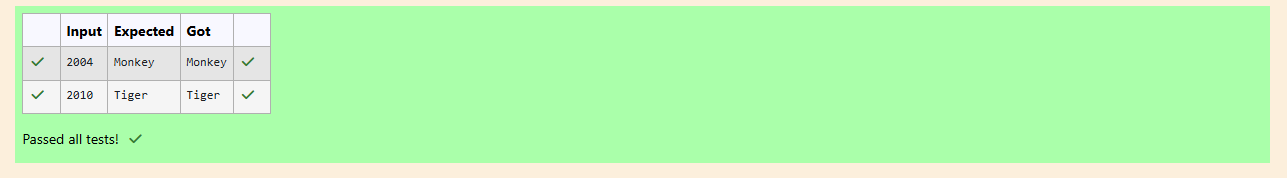 Input Expected Got
2004 Monkey Monkey
2010 Tiger Tiger
Passed all tests!